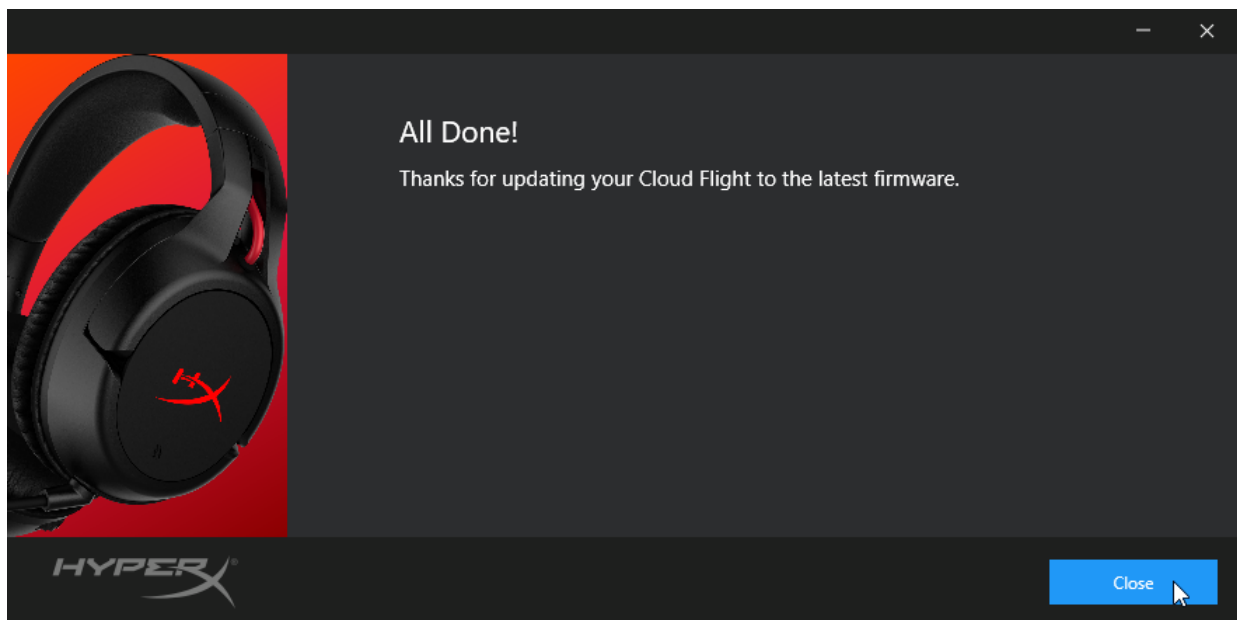 All Done!
Thanks for updating your Cloud Flight to the latest firmware.
HYPERX®
Close